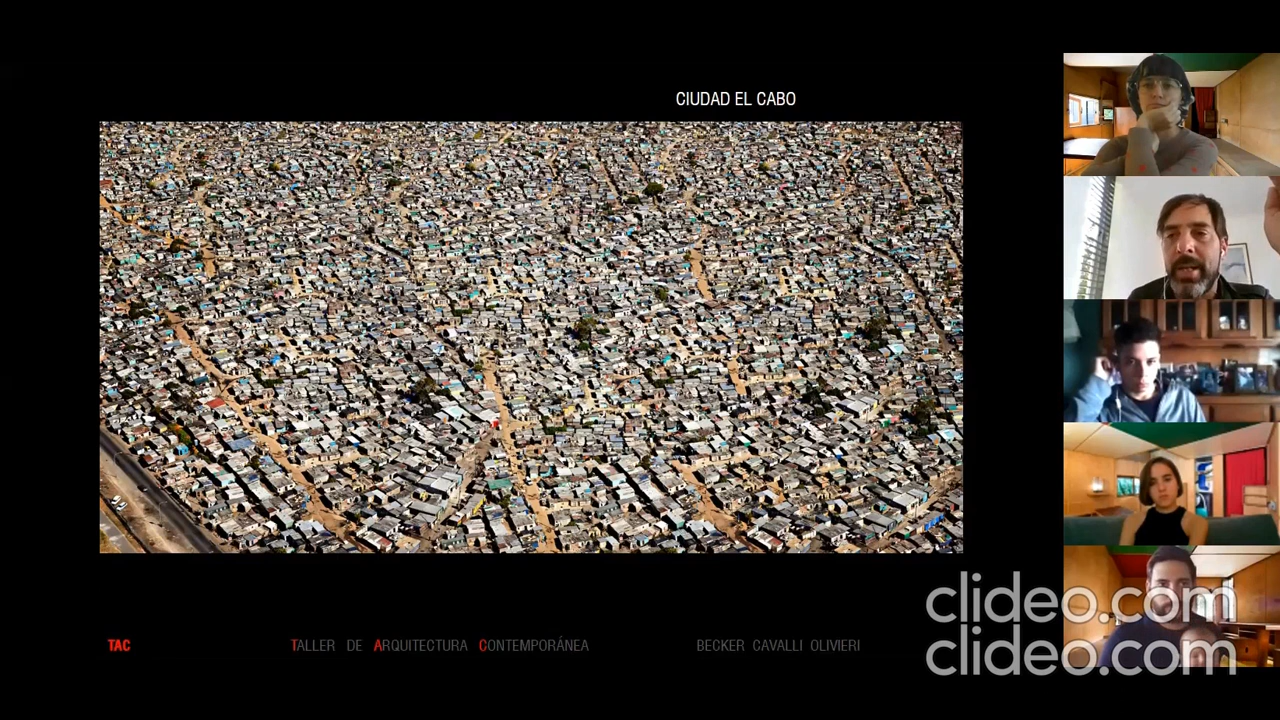 CIUDAD EL CABO
TAC
TALLER DE ARQUITECTURA CONTEMPORÁNEA
BECKER CAVALLI OLIVIERI
clideo.com
clideo.com